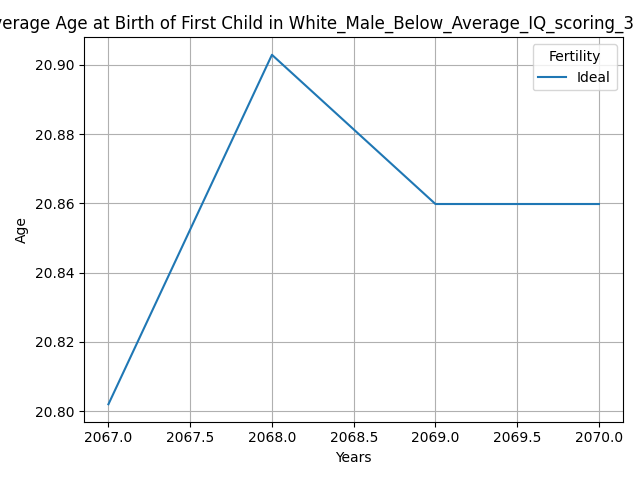 verage Age at Birth of First Child in White_Male_Below_Average_IQ_scoring_3
Fertility
Ideal
20.90
20.88
20.86
20.84
20.82
20.80
Age
2067.0 2067.5 2068.0 2068.5 2069.0 2069.5 2070.0
Years